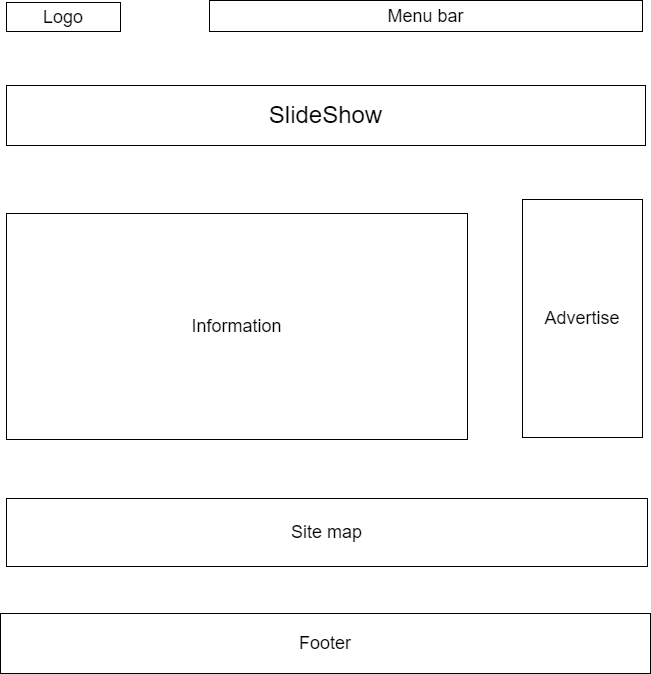 Logo
Menu bar
SlideShow
Information
Advertise
Site map
Footer